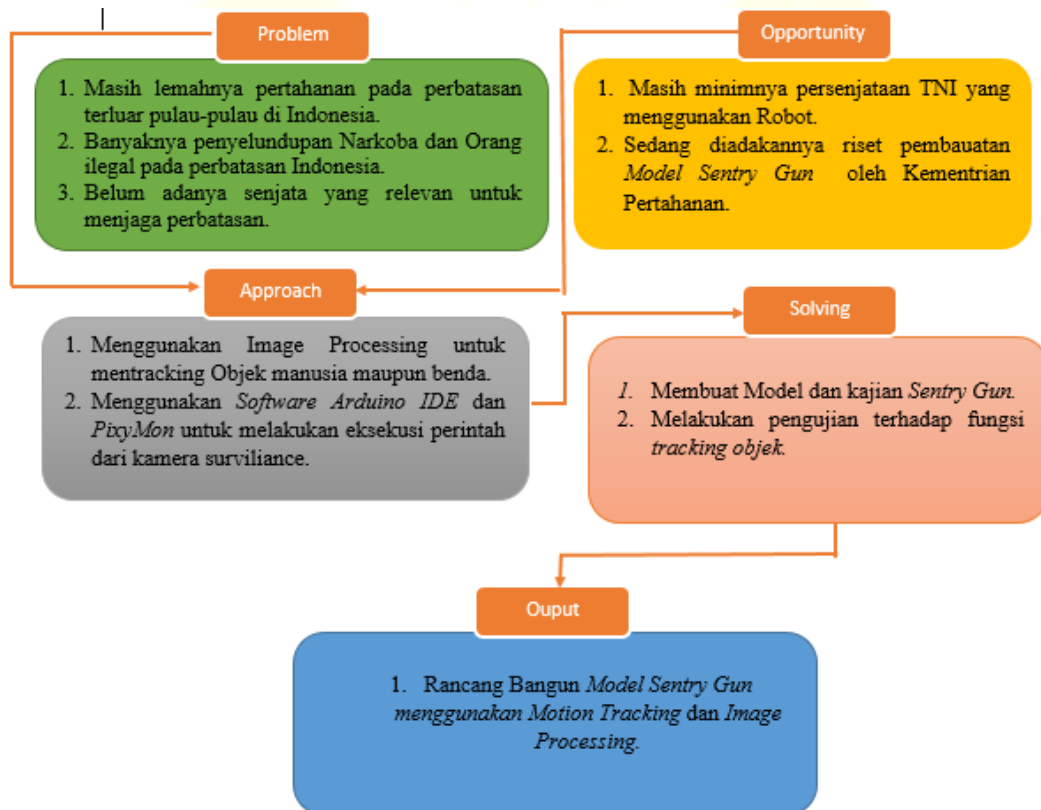 Problem
1. Masih lemahnya pertahanan pada perbatasan
terluar pulau-pulau di Indonesia.
2. Banyaknya penyelundupan Narkoba dan Orang
ilegal pada perbatasan Indonesia.
3. Belum adanya senjata yang relevan untuk
menjaga perbatasan.
Opportunity
1. Masih minimnya persenjataan TNI yang
menggunakan Robot.
2. Sedang diadakannya riset pembauatan
Model Sentry Gun oleh Kementrian
Pertahanan.
Approach
1. Menggunakan Image Processing untuk
mentracking Objek manusia maupun benda.
2. Menggunakan Software Arduino IDE dan
PixyMon untuk melakukan eksekusi perintah
dari kamera surviliance.
Solving
1. Membuat Model dan kajian Sentry Gun.
2. Melakukan pengujian terhadap fungsi
tracking objek.
Ouput
1. Rancang Bangun Model Sentry Gun
menggunakan Motion Tracking dan Image
Processing.